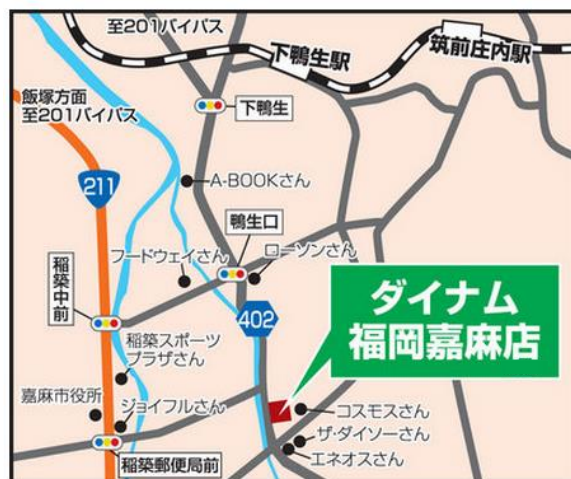 至201バイパス
下鴨生駅
筑前庄内駅
飯塚方面
至201バイパス
下鴨生
211
A-BOOKさん
鴨生口
フードウェイさん
ローソンさん
稲築中前
402
ダイナム
福岡嘉麻店
稲築スポーツ
プラザさん
嘉麻市役所
ジョイフルさん
コスモスさん
ザ・ダイソーさん
稲築郵便局前
エネオスさん